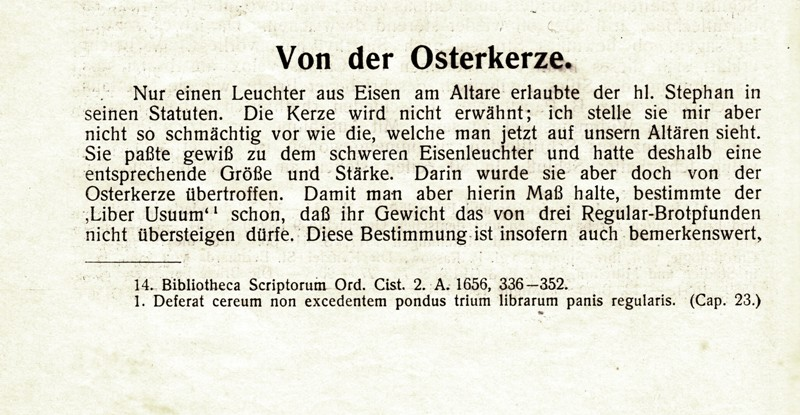 Von der Osterkerze.
Nur einen Leuchter aus Eisen am Altare erlaubte der hl. Stephan in
seinen Statuten. Die Kerze wird nicht erwähnt; ich stelle sie mir aber
nicht so schmächtig vor wie die, welche man jetzt auf unsern Altären sieht.
Sie paßte gewiß zu dem schweren Eisenleuchter und hatte deshalb eine
entsprechende Größe und Stärke. Darin wurde sie aber doch von der
Osterkerze übertroffen. Damit man aber hierin Maß halte, bestimmte der
‚Liber Usuum‘¹ schon, daß ihr Gewicht das von drei Regular-Brotpfunden
nicht übersteigen dürfe. Diese Bestimmung ist insofern auch bemerkenswert,
14. Bibliotheca Scriptorum Ord. Cist. 2. A. 1656, 336—352.
1. Deferat cereum non excedentem pondus trium librarum panis regularis. (Cap. 23.)